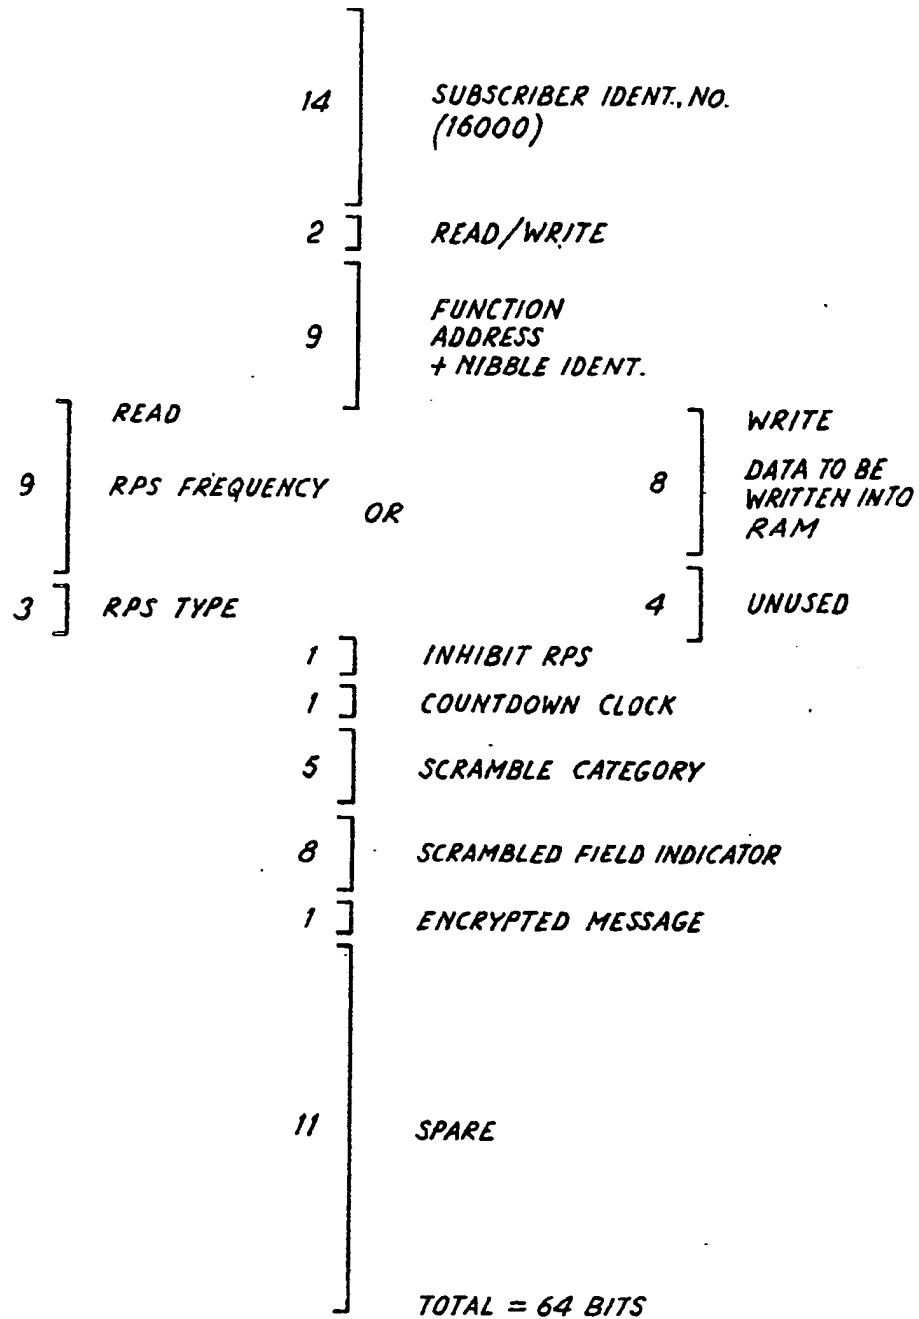 14 SUBSCRIBER IDENT., NO.
(16000)
2 READ/WRITE
9 FUNCTION
ADDRESS
+ NIBBLE IDENT.
READ
9 RPS FREQUENCY
3 RPS TYPE
OR
WRITE
8 DATA TO BE
WRITTEN INTO
RAM
4 UNUSED
1 INHIBIT RPS
1 COUNTDOWN CLOCK
5 SCRAMBLE CATEGORY
8 SCRAMBLED FIELD INDICATOR
1 ENCRYPTED MESSAGE
11 SPARE
TOTAL = 64 BITS